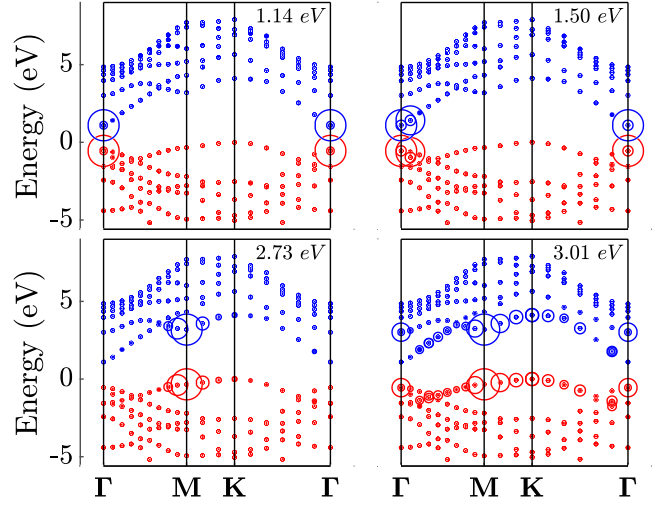 1.14 eV
1.50 eV
Energy (eV)
5
0
-5
2.73 eV
3.01 eV
Energy (eV)
5
0
-5
Γ M K Γ
Γ M K Γ